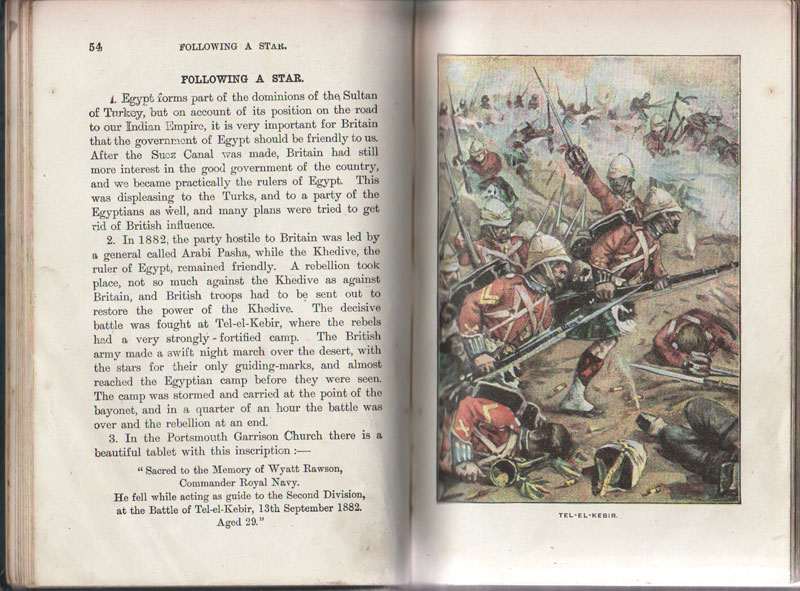 54 FOLLOWING A STAR.
FOLLOWING A STAR.
1. Egypt forms part of the dominions of the Sultan
of Turkey, but on account of its position on the road
to our Indian Empire, it is very important for Britain
that the government of Egypt should be friendly to us.
After the Suez Canal was made, Britain had still
more interest in the good government of the country,
and we became practically the rulers of Egypt. This
was displeasing to the Turks, and to a party of the
Egyptians as well, and many plans were tried to get
rid of British influence.
2. In 1882, the party hostile to Britain was led by
a general called Arabi Pasha, while the Khedive, the
ruler of Egypt, remained friendly. A rebellion took
place, not so much against the Khedive as against
Britain, and British troops had to be sent out to
restore the power of the Khedive. The decisive
battle was fought at Tel-el-Kebir, where the rebels
had a very strongly-fortified camp. The British
army made a swift night march over the desert, with
the stars for their only guiding-marks, and almost
reached the Egyptian camp before they were seen.
The camp was stormed and carried at the point of the
bayonet, and in a quarter of an hour the battle was
over and the rebellion at an end.
3. In the Portsmouth Garrison Church there is a
beautiful tablet with this inscription :—
" Sacred to the Memory of Wyatt Rawson,
Commander Royal Navy.
He fell while acting as guide to the Second Division,
at the Battle of Tel-el-Kebir, 13th September 1882.
Aged 29."
TEL-EL-KEBIR.